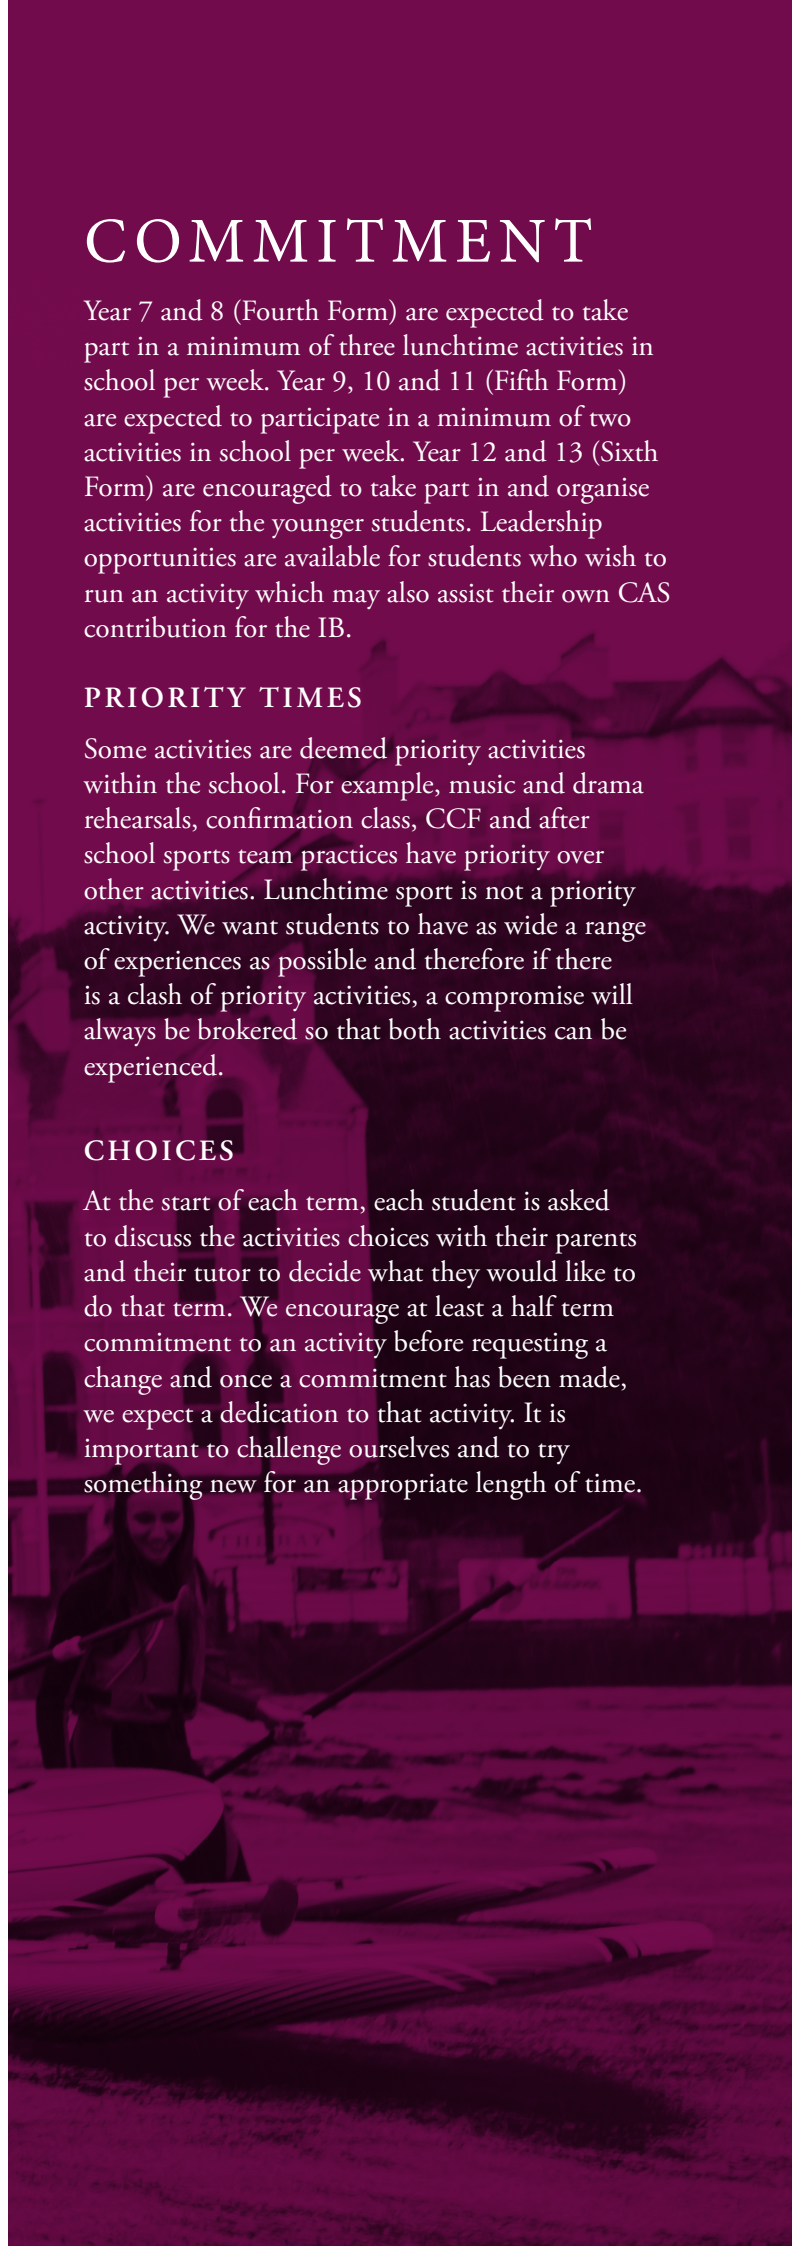 COMMITMENT
Year 7 and 8 (Fourth Form) are expected to take
part in a minimum of three lunchtime activities in
school per week. Year 9, 10 and 11 (Fifth Form)
are expected to participate in a minimum of two
activities in school per week. Year 12 and 13 (Sixth
Form) are encouraged to take part in and organise
activities for the younger students. Leadership
opportunities are available for students who wish to
run an activity which may also assist their own CAS
contribution for the IB.
PRIORITY TIMES
Some activities are deemed priority activities
within the school. For example, music and drama
rehearsals, confirmation class, CCF and after
school sports team practices have priority over
other activities. Lunchtime sport is not a priority
activity. We want students to have as wide a range
of experiences as possible and therefore if there
is a clash of priority activities, a compromise will
always be brokered so that both activities can be
experienced.
CHOICES
At the start of each term, each student is asked
to discuss the activities choices with their parents
and their tutor to decide what they would like to
do that term. We encourage at least a half term
commitment to an activity before requesting a
change and once a commitment has been made,
we expect a dedication to that activity. It is
important to challenge ourselves and to try
something new for an appropriate length of time.